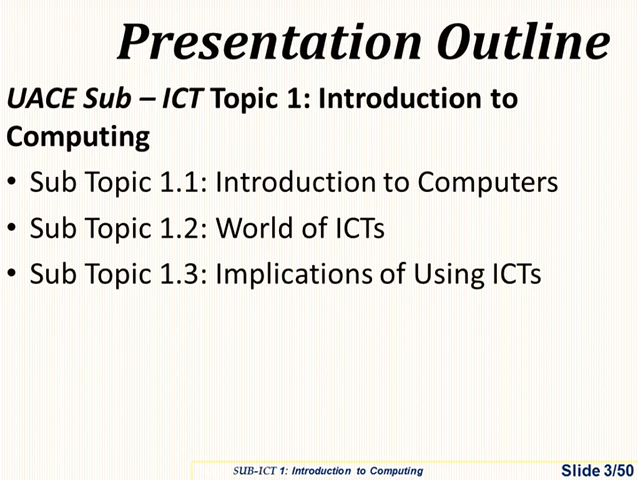 Presentation Outline
UACE Sub – ICT Topic 1: Introduction to
Computing
• Sub Topic 1.1: Introduction to Computers
• Sub Topic 1.2: World of ICTs
• Sub Topic 1.3: Implications of Using ICTs
SUB-ICT 1: Introduction to Computing
Slide 3/50